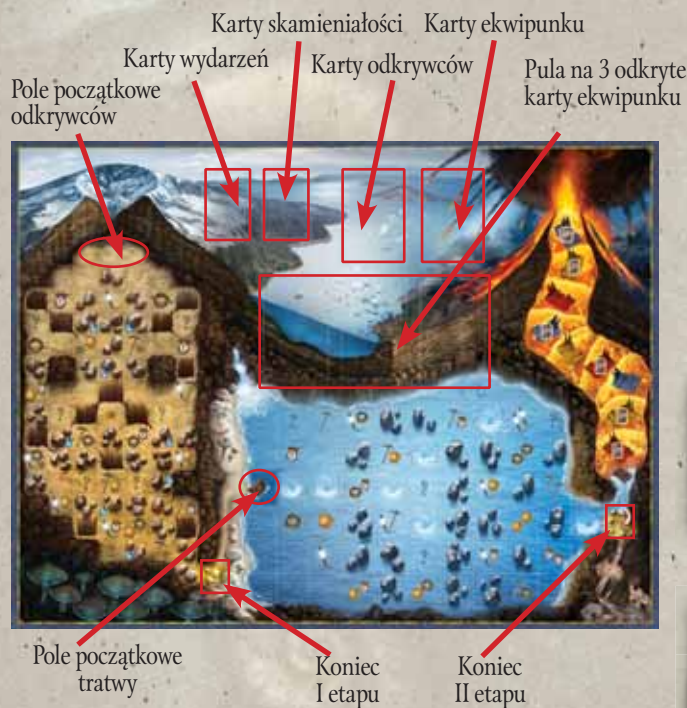 Karty skamieniałości
Karty ekwipunku
Karty wydarzeń
Karty odkrywców
Pula na 3 odkryte
karty ekwipunku
Pole początkowe
odkrywców
Pole początkowe
tratwy
Koniec
I etapu
Koniec
II etapu